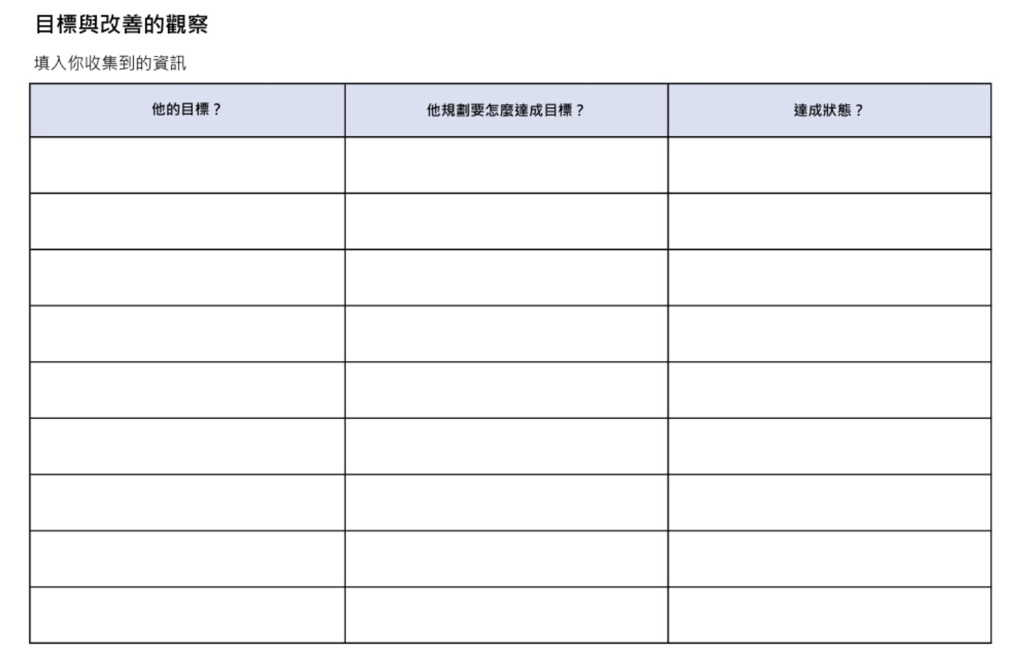 目標與改善的觀察
填入你收集到的資訊
他的目標？
他規劃要怎麼達成目標？
達成狀態？